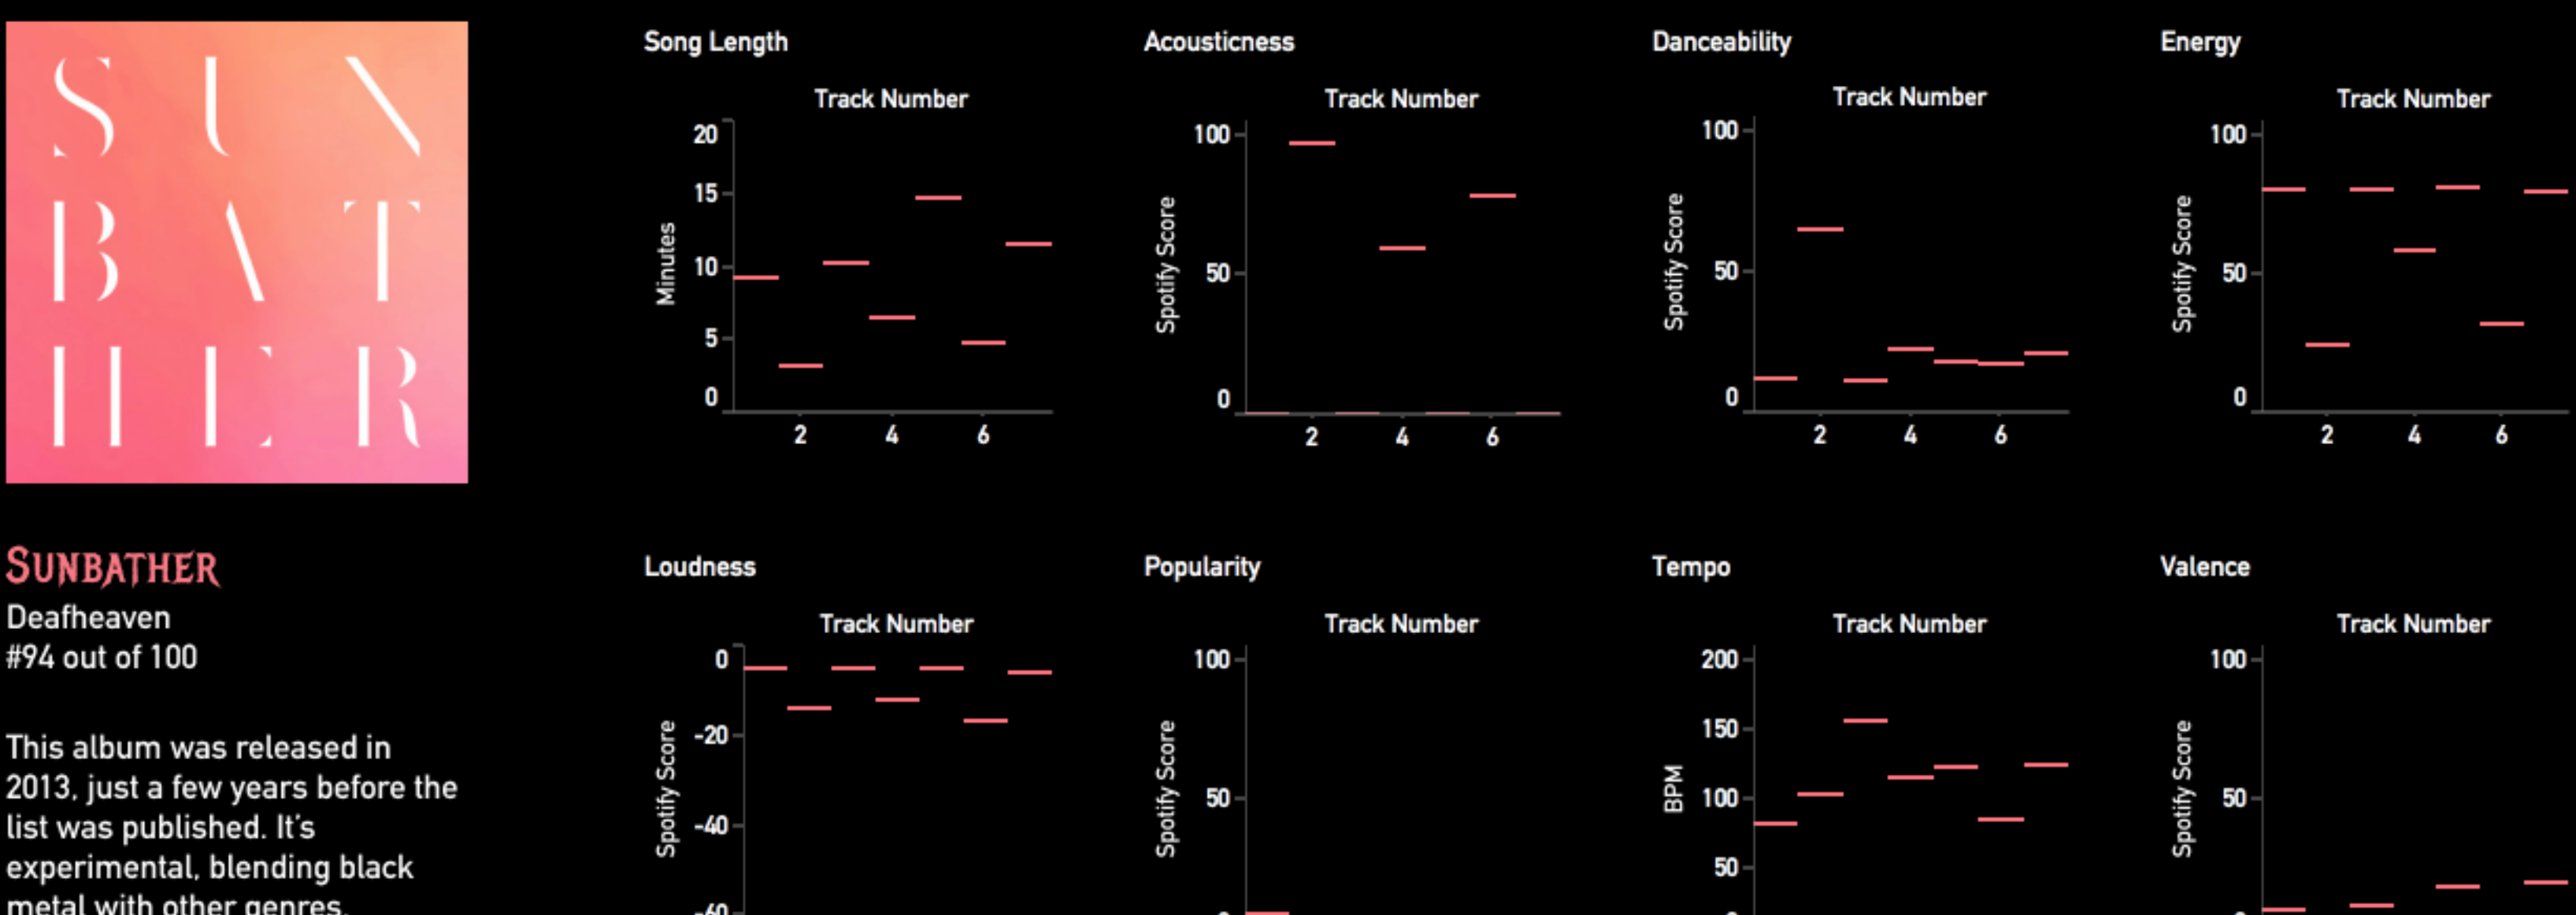 SUN
BAT
HER
SUNBATHER
Deafheaven
#94 out of 100
This album was released in
2013, just a few years before the
list was published. It's
experimental, blending black
metal with other genres.
Song Length
Track Number
Minutes
20
15
10
5
0
2 4 6
Acousticness
Track Number
Spotify Score
100
50
0
2 4 6
Danceability
Track Number
Spotify Score
100
50
0
2 4 6
Energy
Track Number
Spotify Score
100
50
0
2 4 6
Loudness
Track Number
Spotify Score
0
-20
-40
-60
Popularity
Track Number
Spotify Score
100
50
Tempo
Track Number
BPM
200
150
100
50
Valence
Track Number
Spotify Score
100
50